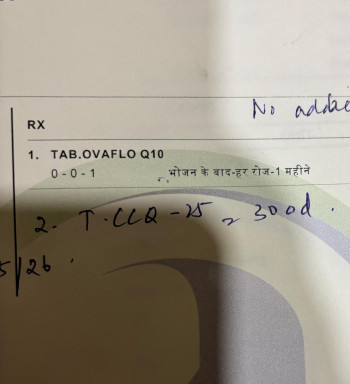 No adde
RX
1. TAB.OVAFLO Q10
0 - 0 - 1 भोजन के बाद-हर रोज-1 महीने
2. T. CCQ - 25 30 od.
5/26.